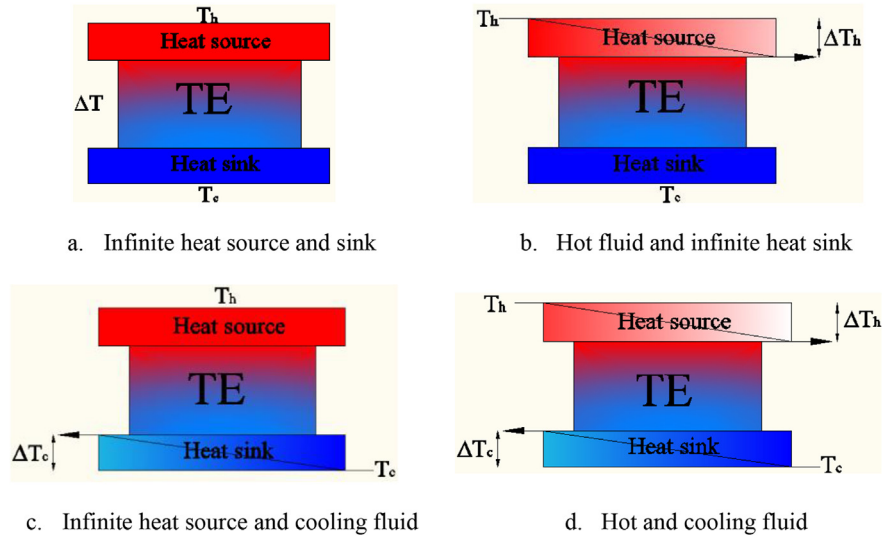 Th
Heat source
ΔT
TE
Heat sink
Tc
a. Infinite heat source and sink
Th
Heat source
ΔTh
TE
Heat sink
Tc
b. Hot fluid and infinite heat sink
Th
Heat source
TE
ΔTc
Heat sink
Tc
c. Infinite heat source and cooling fluid
Th
Heat source
ΔTh
TE
ΔTc
Heat sink
Tc
d. Hot and cooling fluid